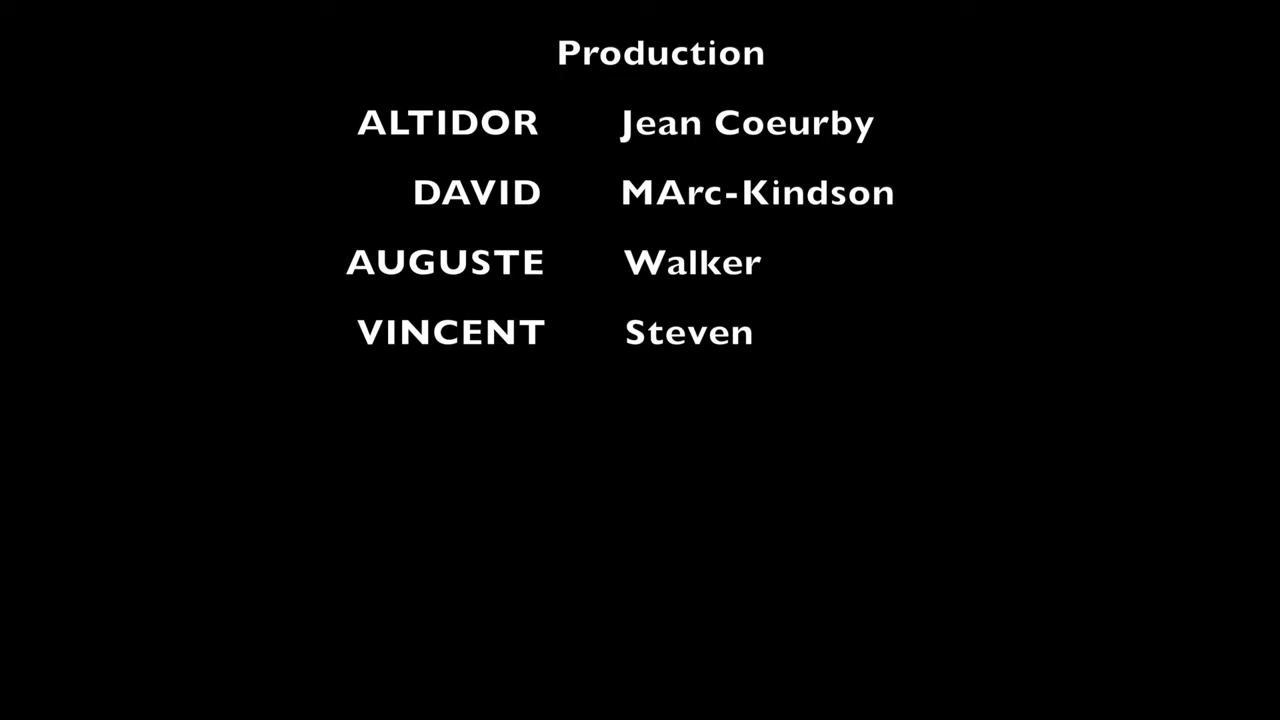 Production
ALTIDOR Jean Coeurby
DAVID MArc-Kindson
AUGUSTE Walker
VINCENT Steven